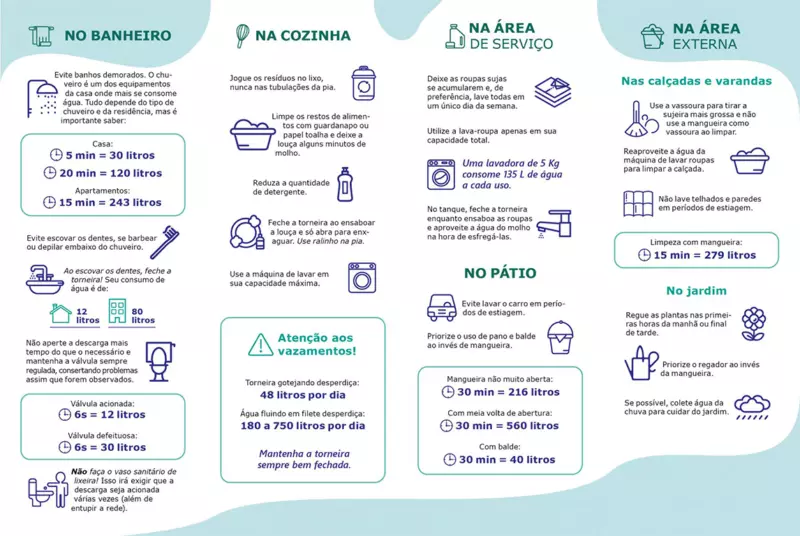 NO BANHEIRO
Evite banhos demorados. O chu-
veiro é um dos equipamentos
da casa onde mais se consome
água. Tudo depende do tipo de
chuveiro e da residência, mas é
importante saber:
Casa:
5 min = 30 litros
20 min = 120 litros
Apartamentos:
15 min = 243 litros
Evite escovar os dentes, se barbear
ou depilar embaixo do chuveiro.
Ao escovar os dentes, feche a
torneira! Seu consumo de
água é de:
12
litros
80
litros
Não aperte a descarga mais
tempo do que o necessário e
mantenha a válvula sempre
regulada, consertando problemas
assim que forem observados.
Válvula acionada:
6s = 12 litros
Válvula defeituosa:
6s = 30 litros
Não faça o vaso sanitário de
lixeira! Isso irá exigir que a
descarga seja acionada
várias vezes (além de
entupir a rede).
NA COZINHA
Jogue os resíduos no lixo,
nunca nas tubulações da pia.
Limpe os restos de alimen-
tos com guardanapo ou
papel toalha e deixe a
louça alguns minutos de
molho.
Reduza a quantidade
de detergente.
Feche a torneira ao ensaboar
a louça e só abra para enx-
aguar. Use ralinho na pia.
Use a máquina de lavar em
sua capacidade máxima.
Atenção aos
vazamentos!
Torneira gotejando desperdiça:
48 litros por dia
Água fluindo em filete desperdiça:
180 a 750 litros por dia
Mantenha a torneira
sempre bem fechada.
NA ÁREA
DE SERVIÇO
Deixe as roupas sujas
se acumularem e, de
preferência, lave todas em
um único dia da semana.
Utilize a lava-roupa apenas em sua
capacidade total.
Uma lavadora de 5 Kg
consome 135 L de água
a cada uso.
No tanque, feche a torneira
enquanto ensaboa as roupas
e aproveite a água do molho
na hora de esfregá-las.
NO PÁTIO
Evite lavar o carro em perío-
dos de estiagem.
Priorize o uso de pano e balde
ao invés de mangueira.
Mangueira não muito aberta:
30 min = 216 litros
Com meia volta de abertura:
30 min = 560 litros
Com balde:
30 min = 40 litros
NA ÁREA
EXTERNA
Nas calçadas e varandas
Use a vassoura para tirar a
sujeira mais grossa e não
use a mangueira como
vassoura ao limpar.
Reaproveite a água da
máquina de lavar roupas
para limpar a calçada.
Não lave telhados e paredes
em períodos de estiagem.
Limpeza com mangueira:
15 min = 279 litros
No jardim
Regue as plantas nas primei-
ras horas da manhã ou final
de tarde.
Priorize o regador ao invés
da mangueira.
Se possível, colete água da
chuva para cuidar do jardim.